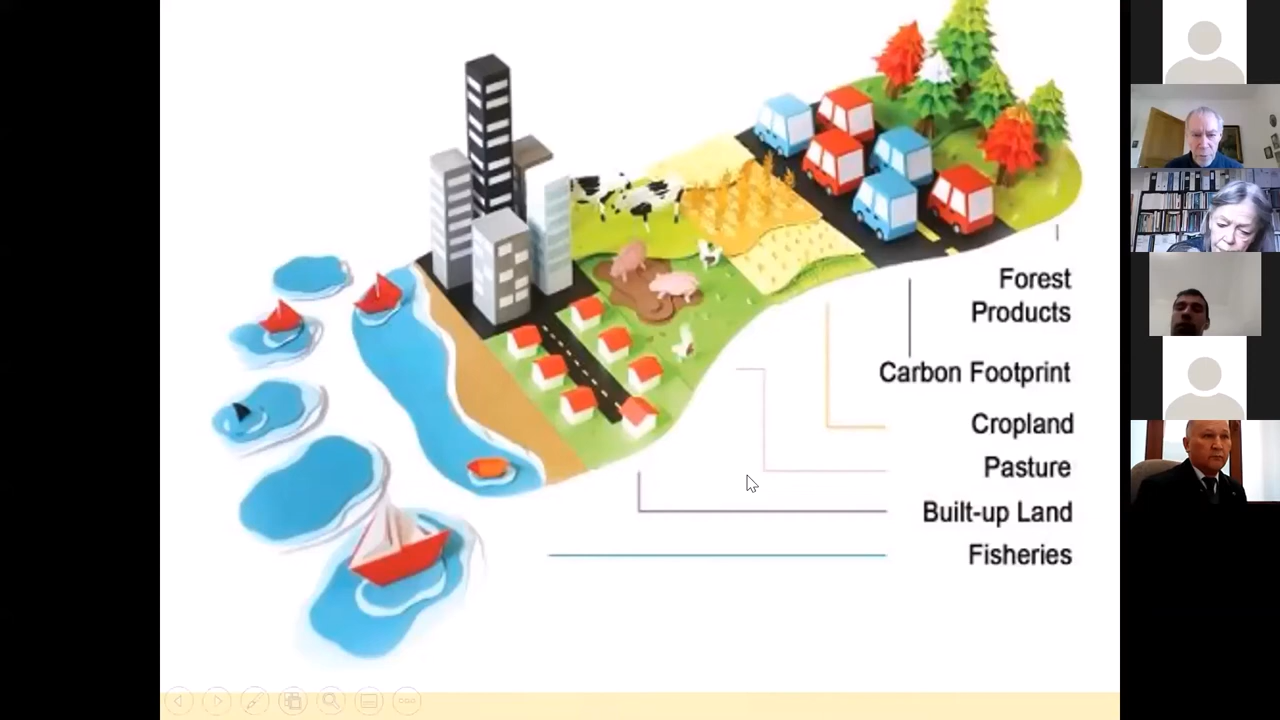 Forest
Products
Carbon Footprint
Cropland
Pasture
Built-up Land
Fisheries